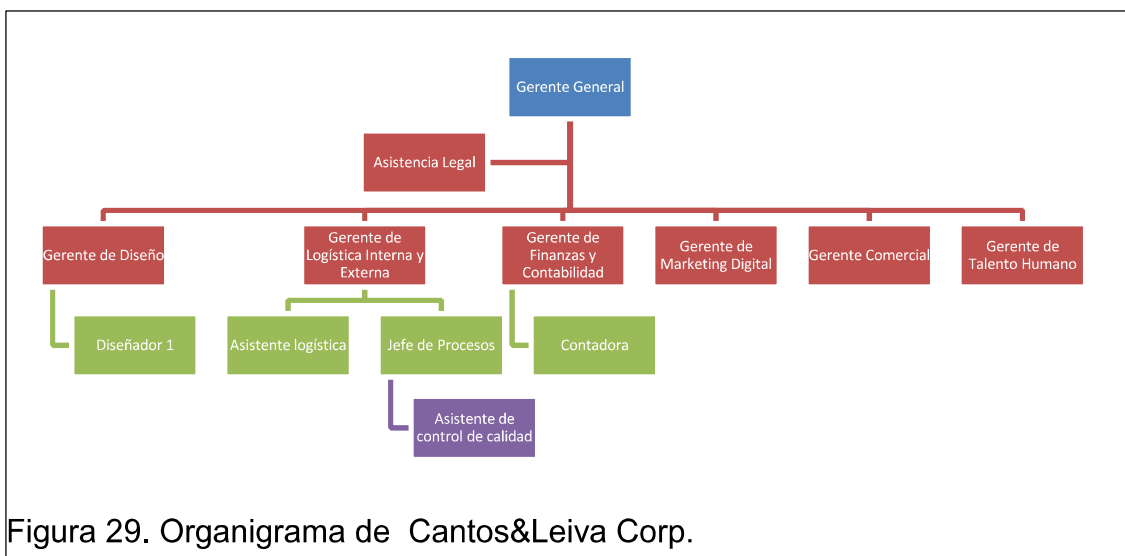 Gerente General
Asistencia Legal
Gerente de Diseño
Gerente de
Logística Interna y
Externa
Gerente de
Finanzas y
Contabilidad
Gerente de
Marketing Digital
Gerente Comercial
Gerente de
Talento Humano
Diseñador 1
Asistente logística
Jefe de Procesos
Contadora
Asistente de
control de calidad
Figura 29. Organigrama de Cantos&Leiva Corp.